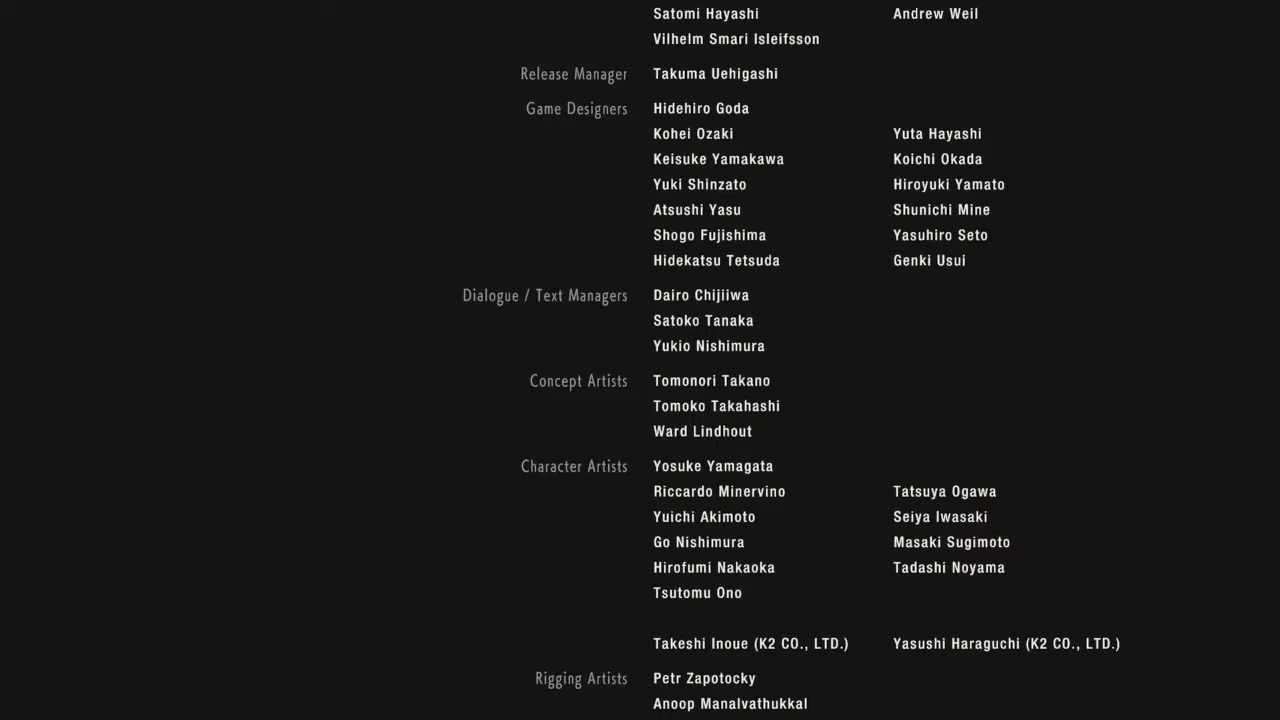 Satomi Hayashi Andrew Weil
Vilhelm Smari Isleifsson
Release Manager Takuma Uehigashi
Game Designers Hidehiro Goda
Kohei Ozaki Yuta Hayashi
Keisuke Yamakawa Koichi Okada
Yuki Shinzato Hiroyuki Yamato
Atsushi Yasu Shunichi Mine
Shogo Fujishima Yasuhiro Seto
Hidekatsu Tetsuda Genki Usui
Dialogue / Text Managers Dairo Chijiiwa
Satoko Tanaka
Yukio Nishimura
Concept Artists Tomonori Takano
Tomoko Takahashi
Ward Lindhout
Character Artists Yosuke Yamagata
Riccardo Minervino Tatsuya Ogawa
Yuichi Akimoto Seiya Iwasaki
Go Nishimura Masaki Sugimoto
Hirofumi Nakaoka Tadashi Noyama
Tsutomu Ono
Takeshi Inoue (K2 CO., LTD.) Yasushi Haraguchi (K2 CO., LTD.)
Rigging Artists Petr Zapotocky
Anoop Manalvathukkal